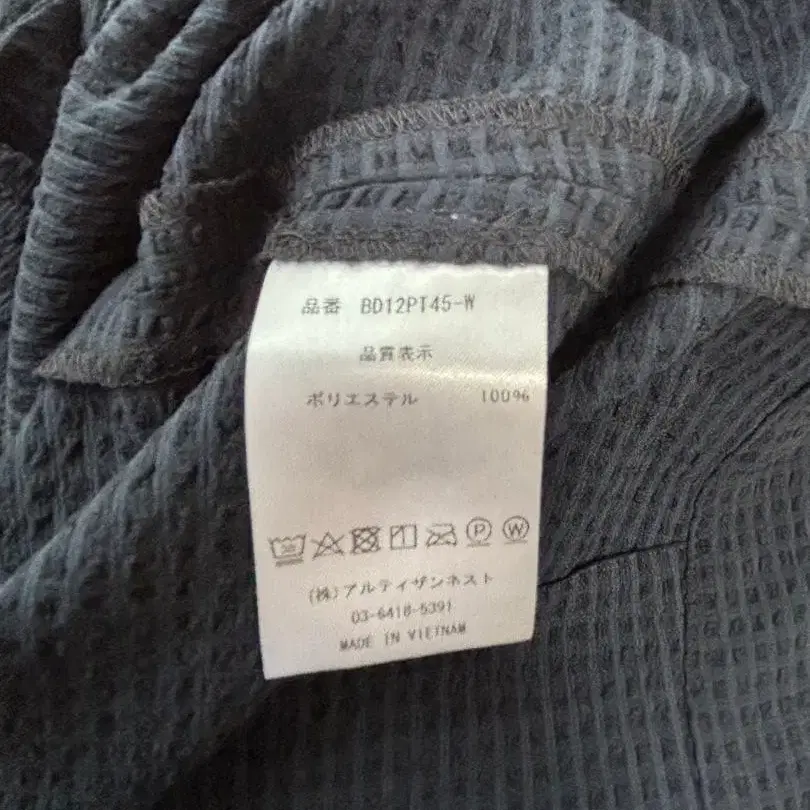 品番 BD12PT45-W
品質表示
ポリエステル 100%
30
P W
(株)アルティザンネスト
03-6418-5391
MADE IN VIETNAM